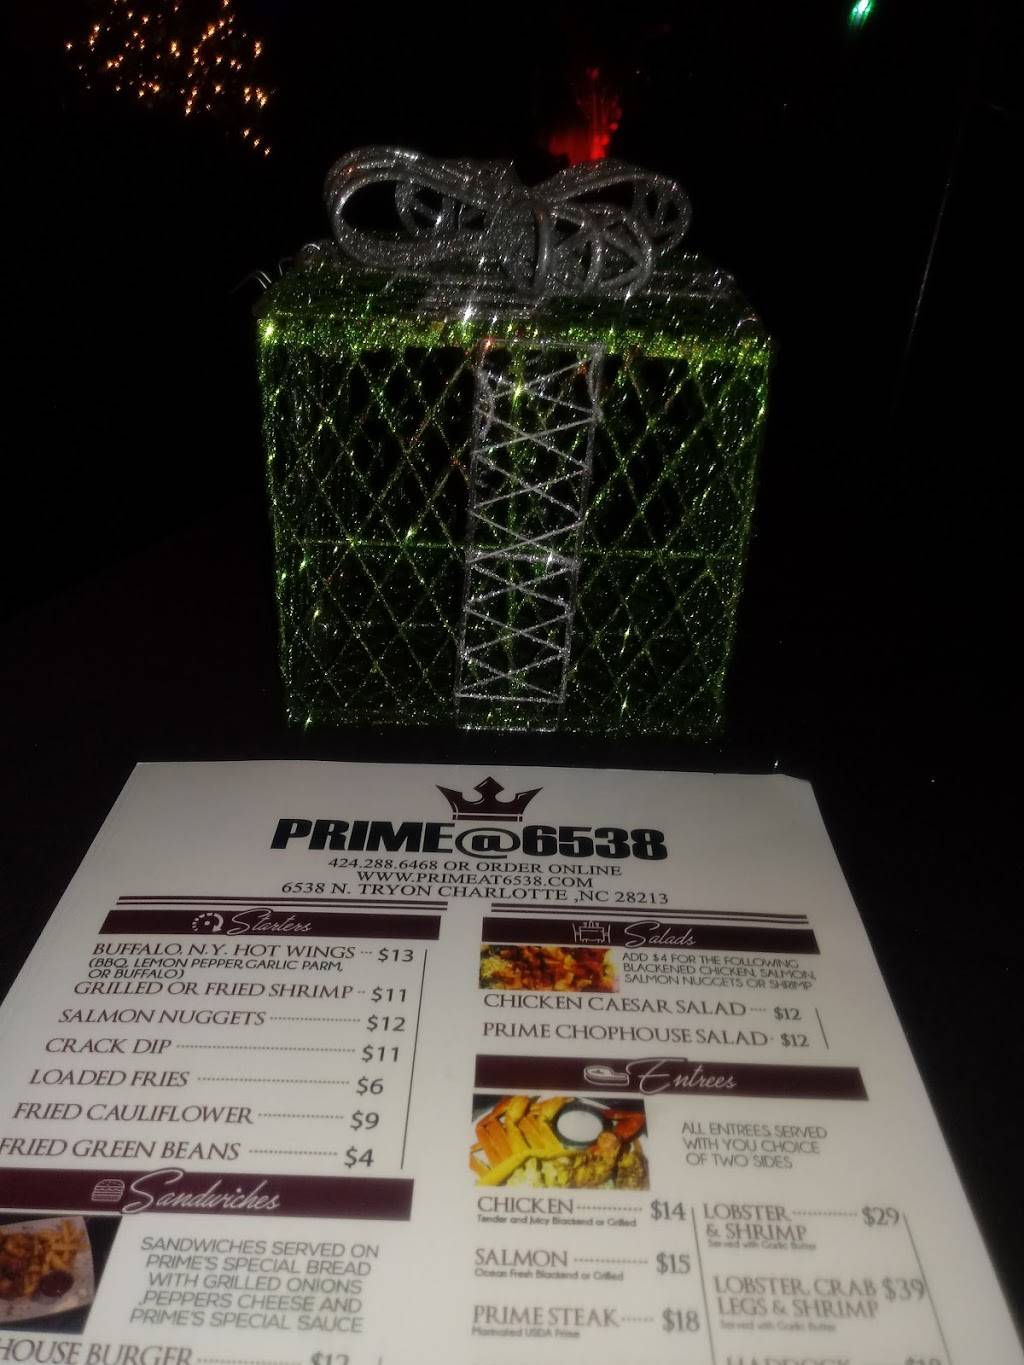 PRIME@6538
424.288.6468 OR ORDER ONLINE
WWW.PRIMEAT6538.COM
6538 N. TRYON CHARLOTTE ,NC 28213
Starters
BUFFALO, N.Y. HOT WINGS ... $13
(BBQ, LEMON PEPPER,GARLIC PARM,
OR BUFFALO)
GRILLED OR FRIED SHRIMP .. $11
SALMON NUGGETS .................... $12
CRACK DIP ........................................ $11
LOADED FRIES ................................. $6
FRIED CAULIFLOWER .................. $9
FRIED GREEN BEANS .................. $4
Sandwiches
SANDWICHES SERVED ON
PRIME'S SPECIAL BREAD
WITH GRILLED ONIONS
,PEPPERS CHEESE AND
PRIME'S SPECIAL SAUCE
HOUSE BURGER .................... $12
Salads
ADD $4 FOR THE FOLLOWING
BLACKENED CHICKEN, SALMON,
SALMON NUGGETS OR SHRIMP
CHICKEN CAESAR SALAD .... $12
PRIME CHOPHOUSE SALAD . $12
Entrees
ALL ENTREES SERVED
WITH YOU CHOICE
OF TWO SIDES
CHICKEN .............. $14
Tender and Juicy Blackend or Grilled
SALMON ............... $15
Ocean Fresh Blackend or Grilled
PRIME STEAK ...... $18
Marinated USDA Prime
LOBSTER ............ $29
& SHRIMP
Served with Garlic Butter
LOBSTER, CRAB $39
LEGS & SHRIMP
Served with Garlic Butter